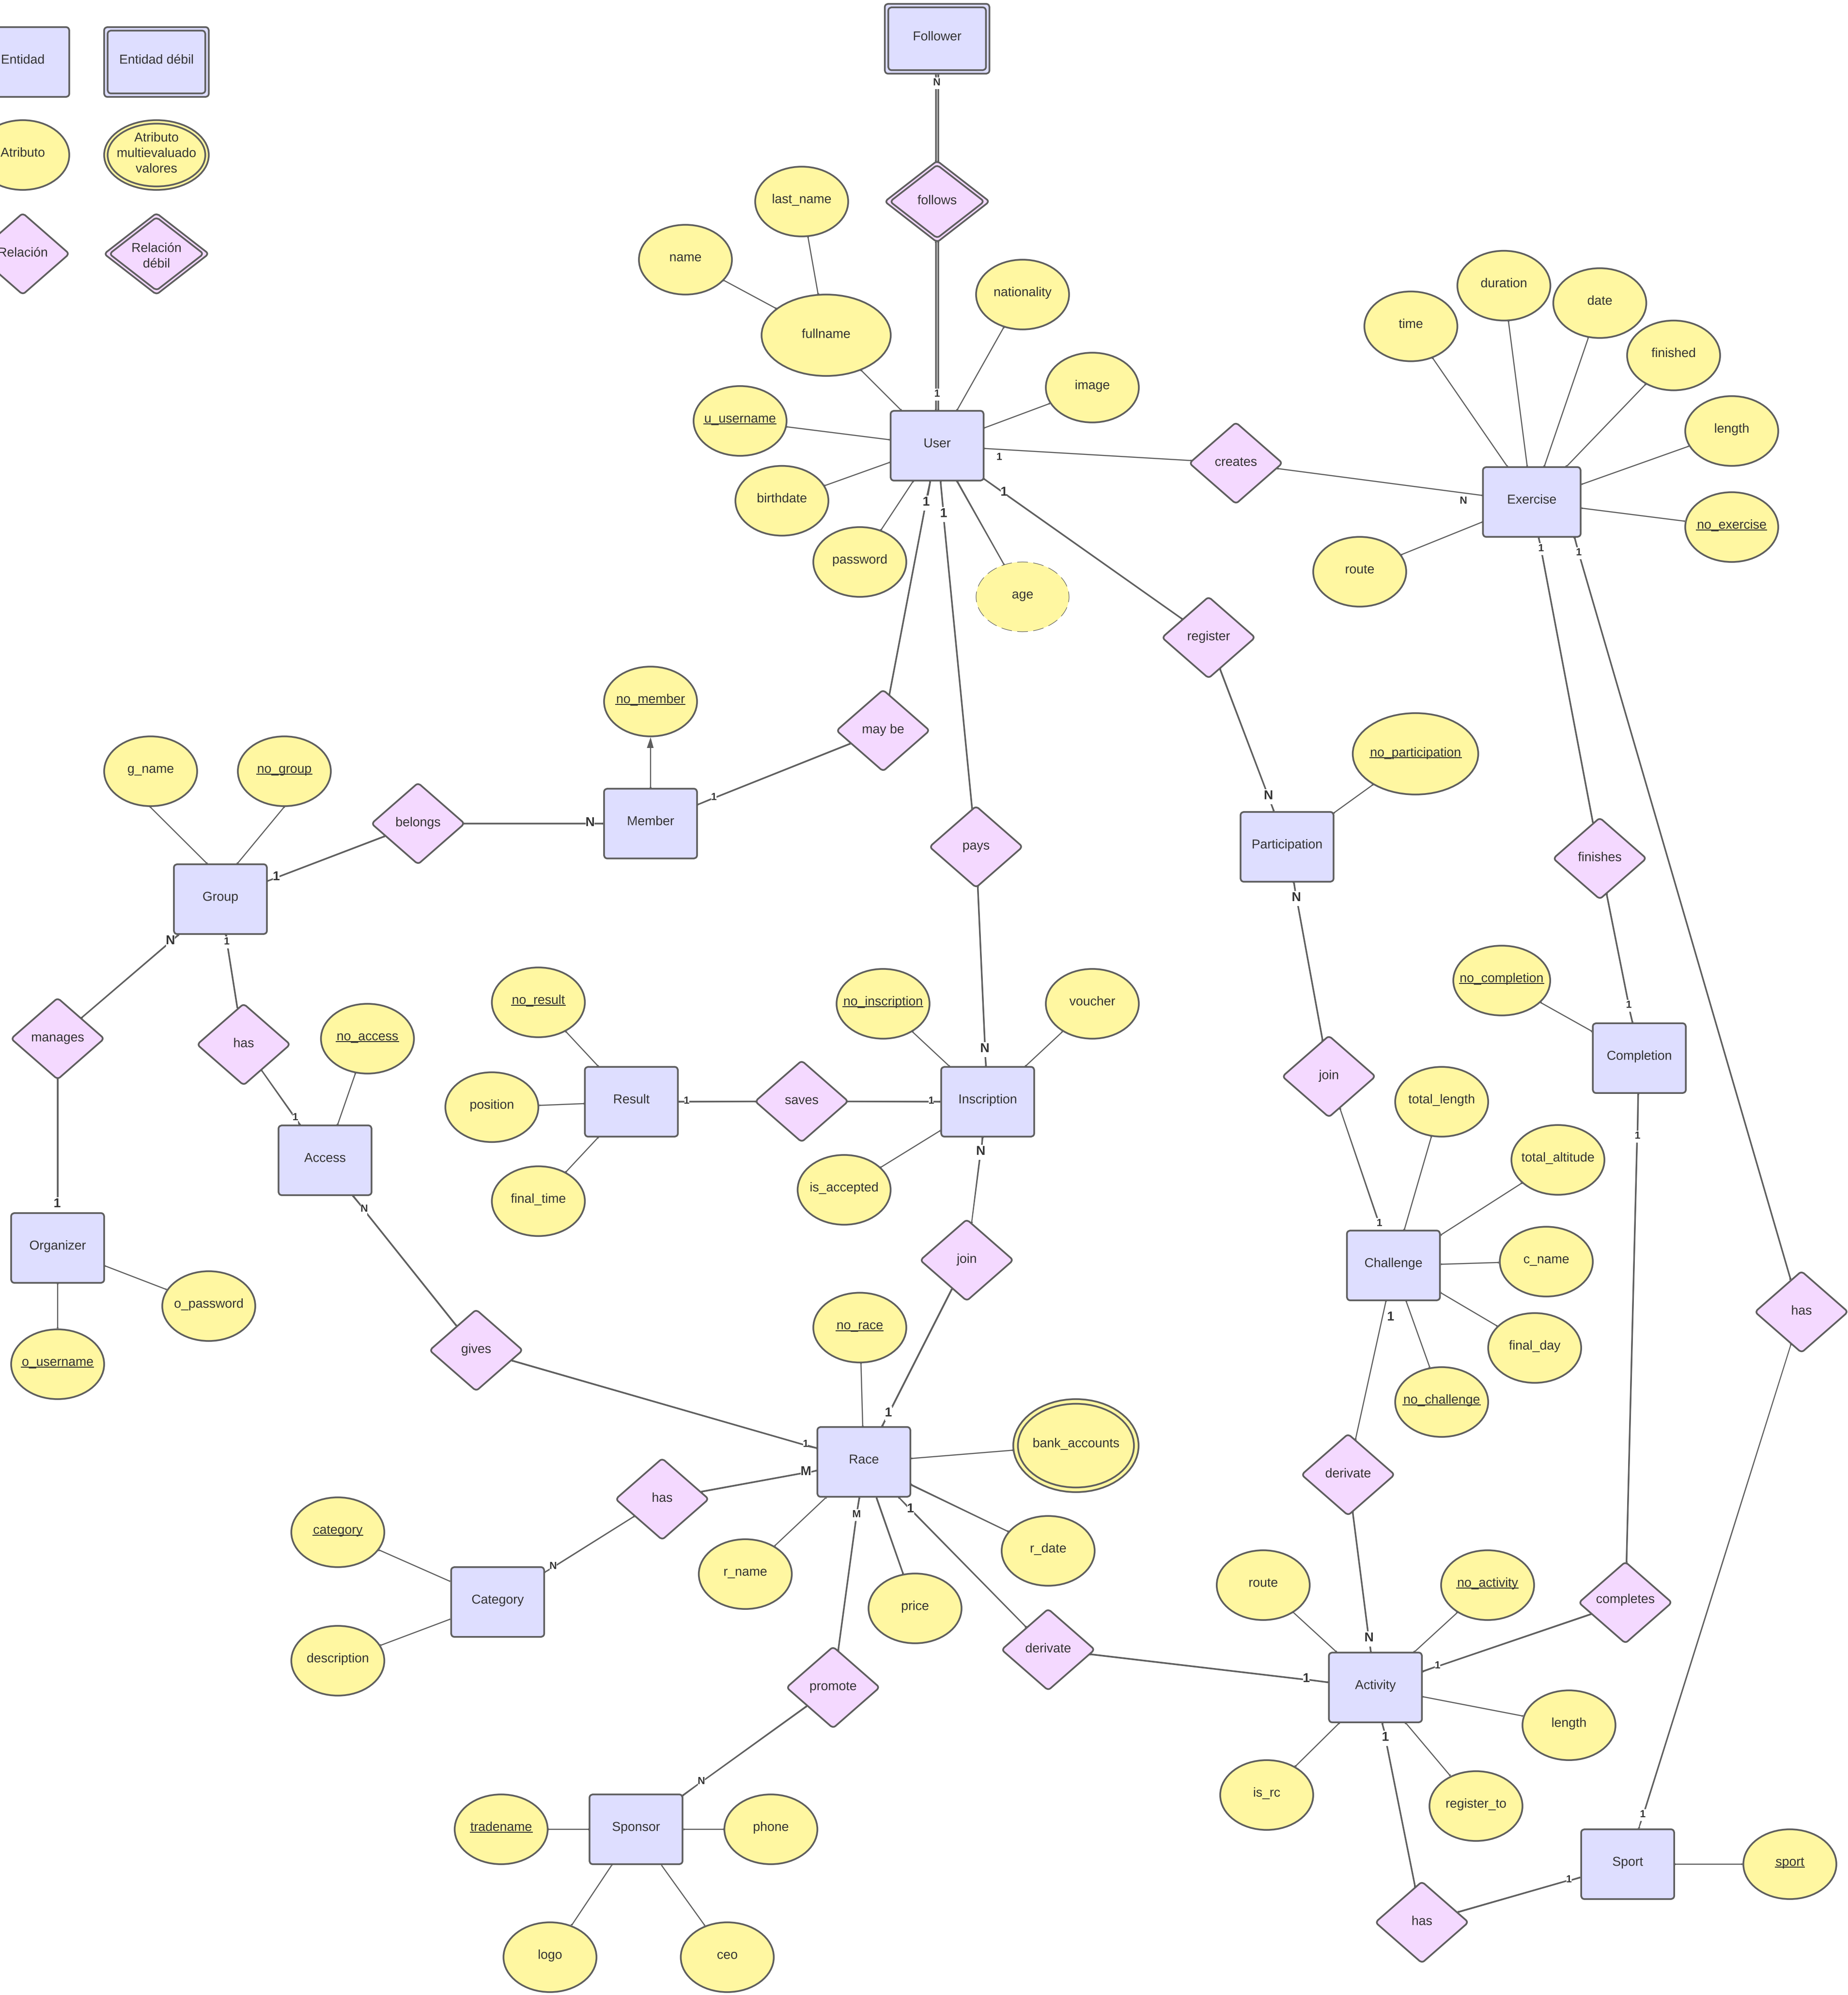 Follower
N
Entidad
Entidad débil
Atributo
Atributo
multievaluado
valores
Relación
Relación
débil
follows
last_name
name
fullname
nationality
image
1
u_username
User
birthdate
password
age
1
creates
N
time
duration
date
finished
length
no_exercise
Exercise
route
1
1
1
1
1
register
no_member
may be
1
Member
N
belongs
g_name
no_group
1
Group
pays
N
no_participation
Participation
N
finishes
N
1
manages
has
no_access
1
Access
N
no_result
position
Result
final_time
1
saves
1
no_inscription
voucher
N
Inscription
is_accepted
N
join
join
1
no_completion
1
Completion
1
total_length
total_altitude
c_name
final_day
no_challenge
Challenge
1
has
1
Organizer
o_password
o_username
gives
no_race
1
1
Race
M
bank_accounts
r_date
1
price
r_name
M
has
category
N
Category
description
derivate
derivate
N
1
route
no_activity
completes
1
Activity
length
register_to
is_rc
1
promote
N
tradename
Sponsor
phone
logo
ceo
1
Sport
sport
1
has